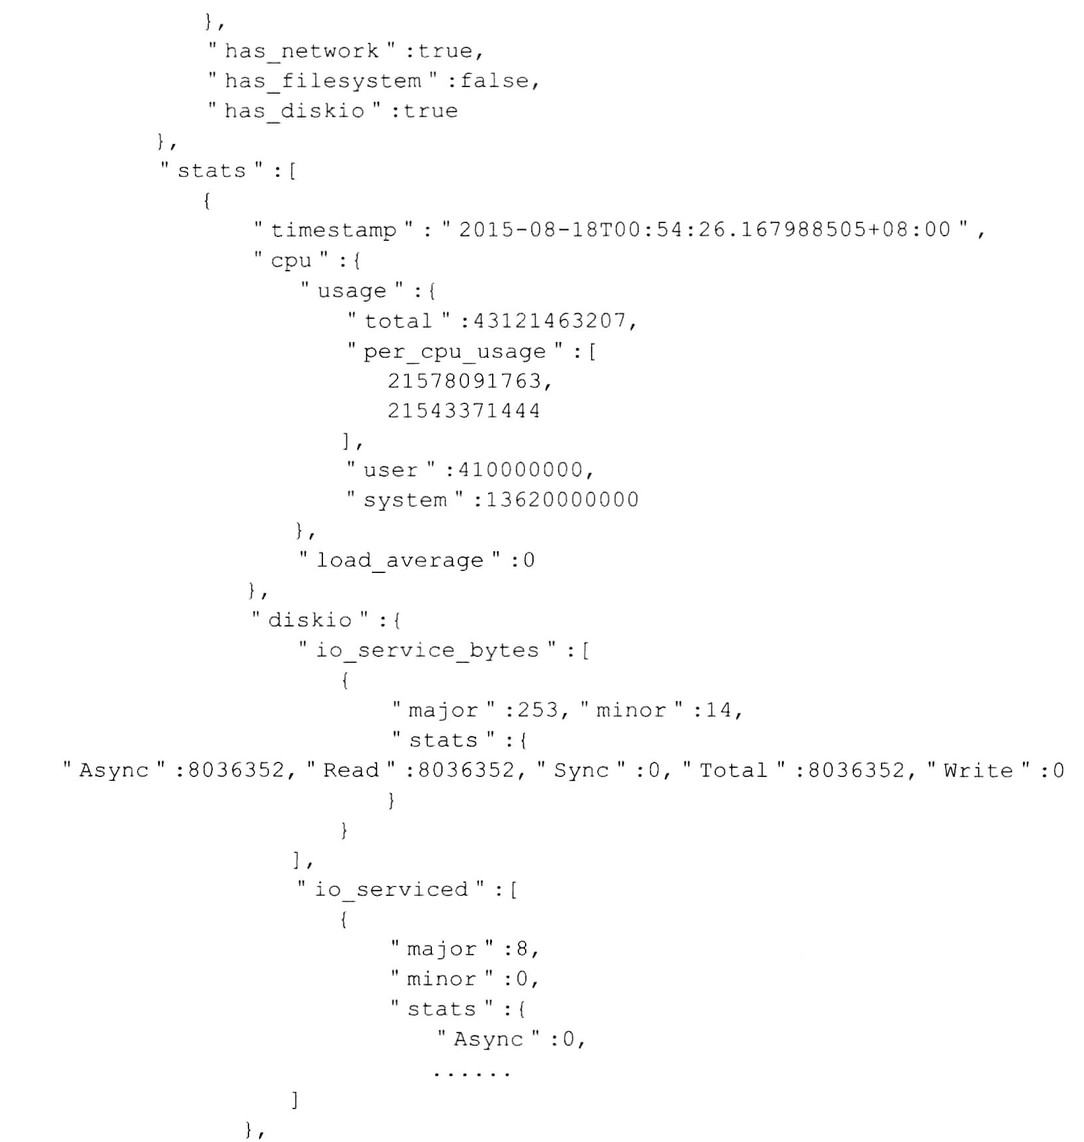 },
"has_network":true,
"has_filesystem":false,
"has_diskio":true
},
"stats":[
{
"timestamp":"2015-08-18T00:54:26.167988505+08:00",
"cpu":{
"usage":{
"total":43121463207,
"per_cpu_usage":[
21578091763,
21543371444
],
"user":410000000,
"system":13620000000
},
"load_average":0
},
"diskio":{
"io_service_bytes":[
{
"major":253,"minor":14,
"stats":{
"Async":8036352,"Read":8036352,"Sync":0,"Total":8036352,"Write":0
}
}
],
"io_serviced":[
{
"major":8,
"minor":0,
"stats":{
"Async":0,
......
]
},